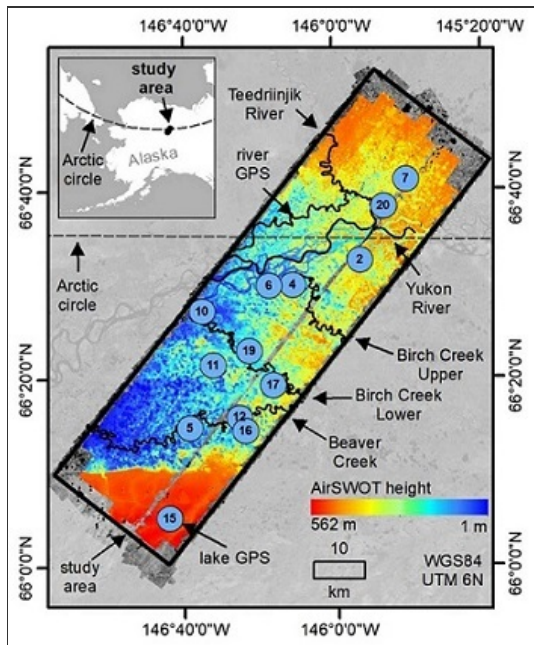 146°40'0"W
146°0'0"W
145°20'0"W
study
area
Arctic
circle
Alaska
Teedriinjik
River
river
GPS
66°40'0"N
66°40'0"N
7
20
2
Arctic
circle
Yukon
River
6
4
10
19
11
17
Birch Creek
Upper
66°20'0"N
66°20'0"N
Birch Creek
Lower
Beaver
Creek
5
12
16
AirSWOT height
562 m
1 m
15
lake GPS
study
area
10
km
WGS84
UTM 6N
66°0'0"N
66°0'0"N
146°40'0"W
146°0'0"W